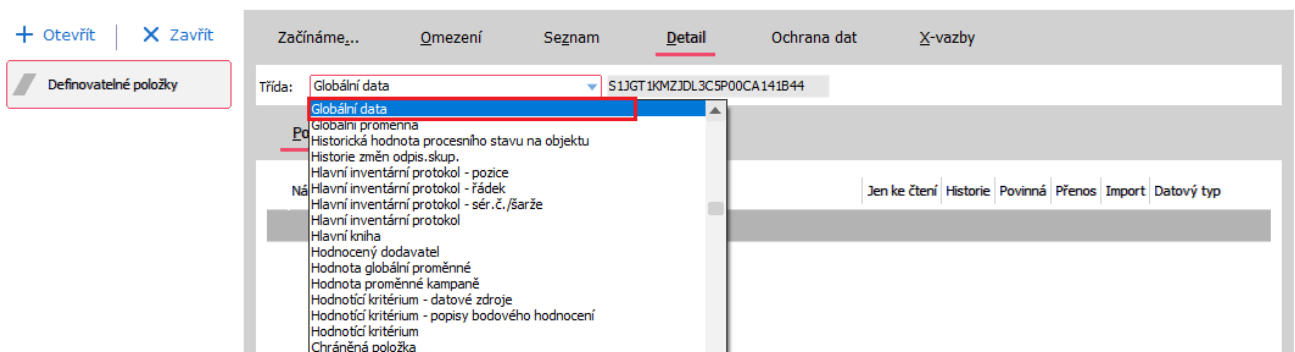 Otevřít Zavřít
Definovatelné položky
Začínáme... Omezení Seznam Detail Ochrana dat X-vazby
Třída: Globální data S1JGT1KMZJDL3C5P00CA141B44
Globální data
Globální proměnná
Historická hodnota procesního stavu na objektu
Historie změn odpis.skup.
Hlavní inventární protokol - pozice
Hlavní inventární protokol - řádek
Hlavní inventární protokol - sér.č./šarže
Hlavní inventární protokol
Hlavní kniha
Hodnocený dodavatel
Hodnota globální proměnné
Hodnota proměnné kampaně
Hodnotící kritérium - datové zdroje
Hodnotící kritérium - popisy bodového hodnocení
Hodnotící kritérium
Chráněná položka
Jen ke čtení Historie Povinná Přenos Import Datový typ